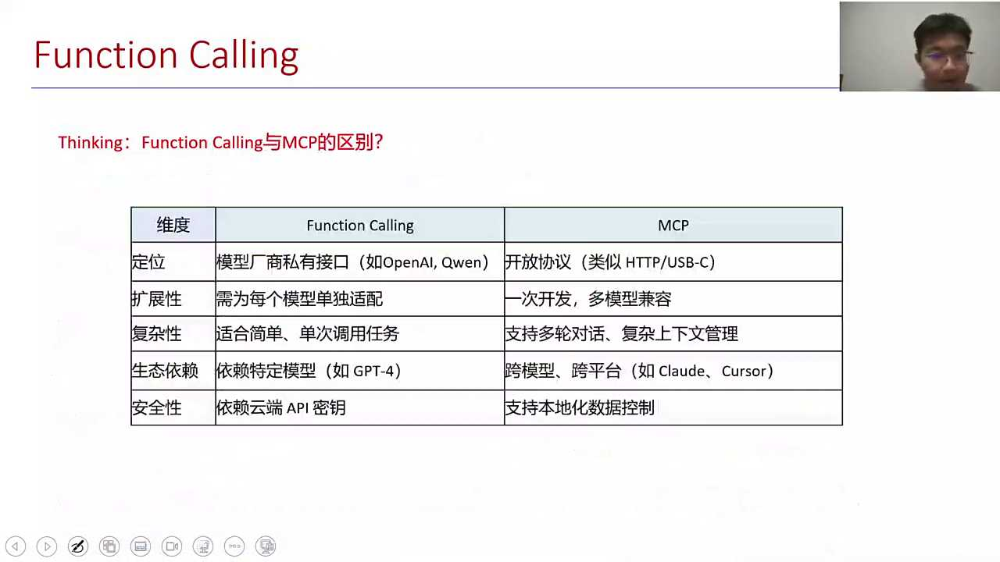 Function Calling
Thinking：Function Calling与MCP的区别？
维度 Function Calling MCP
定位 模型厂商私有接口（如OpenAI, Qwen） 开放协议（类似 HTTP/USB-C）
扩展性 需为每个模型单独适配 一次开发，多模型兼容
复杂性 适合简单、单次调用任务 支持多轮对话、复杂上下文管理
生态依赖 依赖特定模型（如 GPT-4） 跨模型、跨平台（如 Claude、Cursor）
安全性 依赖云端 API 密钥 支持本地化数据控制